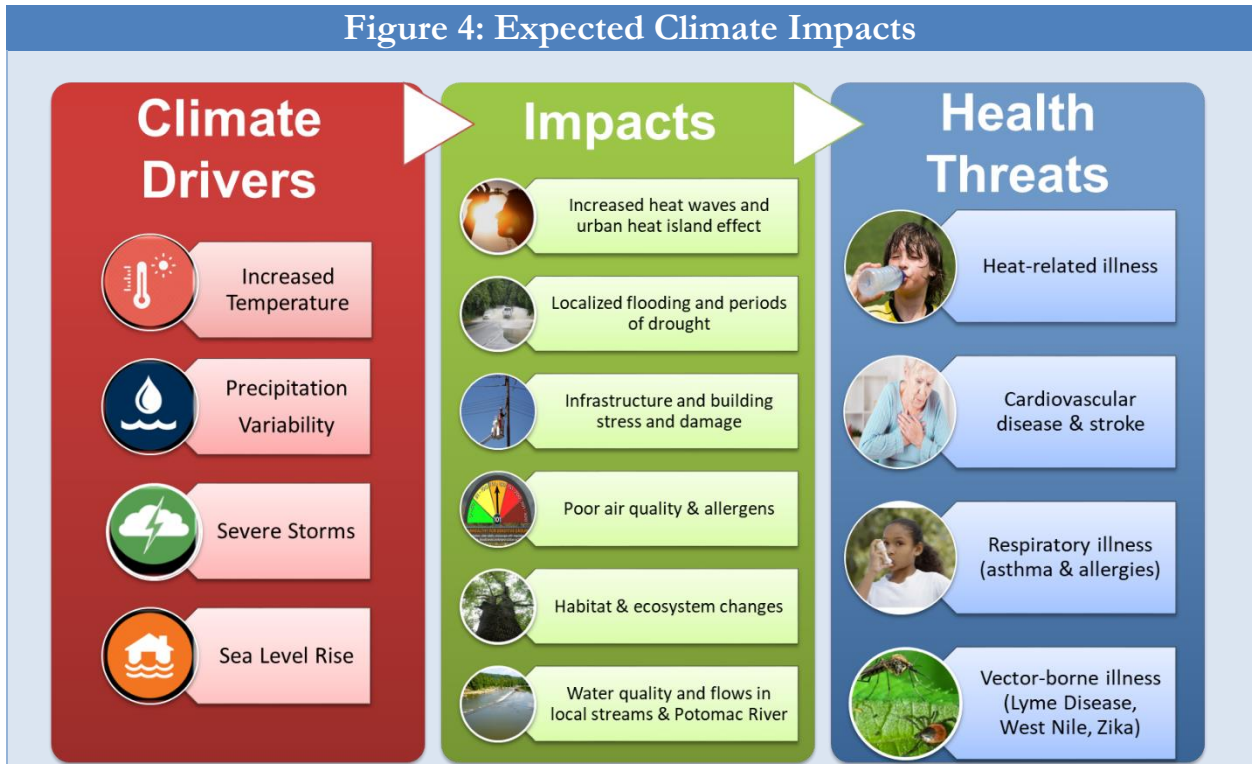 Figure 4: Expected Climate Impacts
Climate
Drivers
Increased
Temperature
Precipitation
Variability
Severe Storms
Sea Level Rise
Impacts
Increased heat waves and
urban heat island effect
Localized flooding and periods
of drought
Infrastructure and building
stress and damage
Poor air quality & allergens
Habitat & ecosystem changes
Water quality and flows in
local streams & Potomac River
Health
Threats
Heat-related illness
Cardiovascular
disease & stroke
Respiratory illness
(asthma & allergies)
Vector-borne illness
(Lyme Disease,
West Nile, Zika)